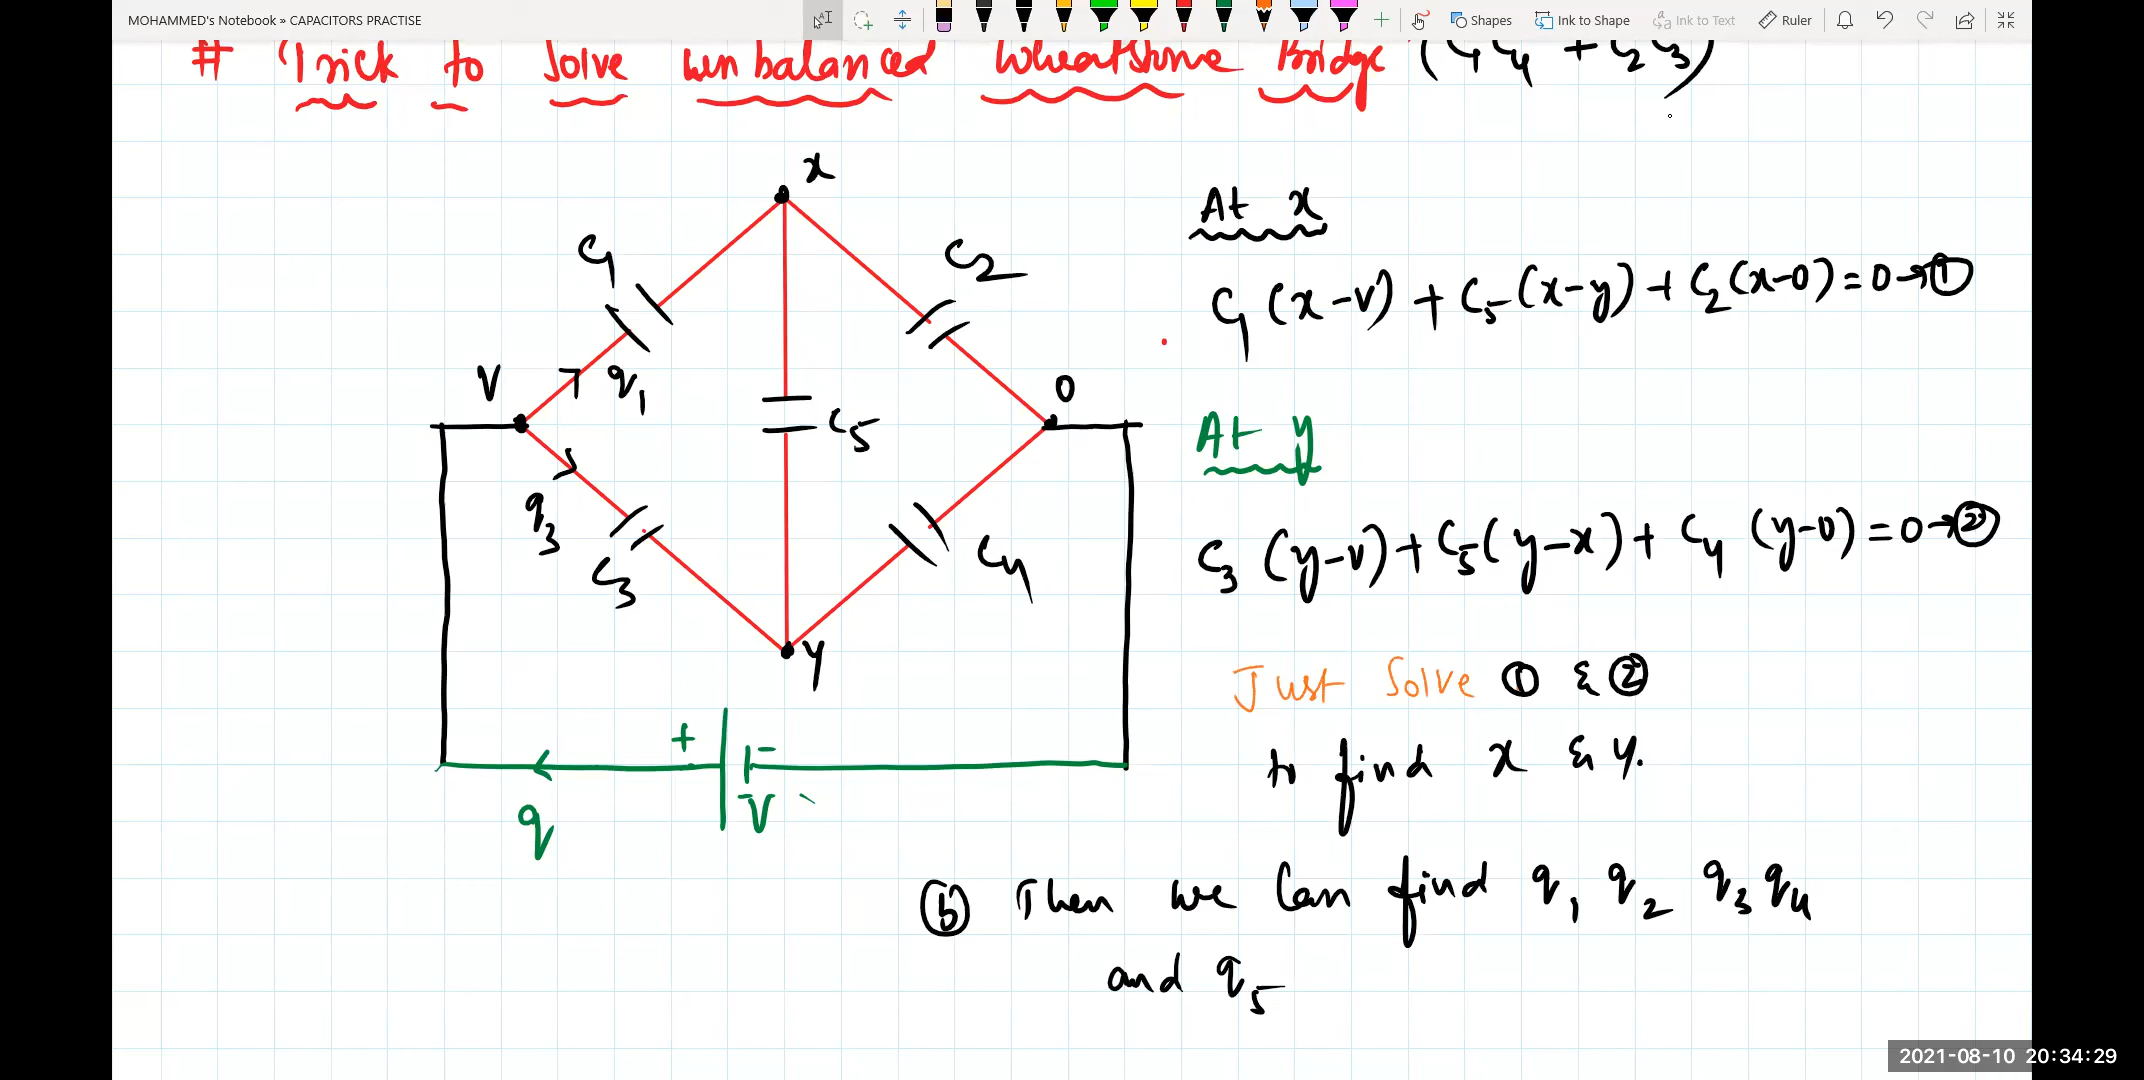 MOHAMMED's Notebook » CAPACITORS PRACTISE
Shapes Ink to Shape Ink to Text Ruler
# Trick to Solve unbalanced Wheatstone Bridge (C1C4 ≠ C2C3)
x
C1
C2
V
q1
0
C5
q3
C3
C4
y
+ -
V
q
At x
C1 (x-V) + C5 (x-y) + C2 (x-0) = 0 → ①
At y
C3 (y-V) + C5 (y-x) + C4 (y-0) = 0 → ②
Just Solve ① & ②
to find x & y.
ⓑ Then we Can find q1 q2 q3 q4
and q5
2021-08-10 20:34:29